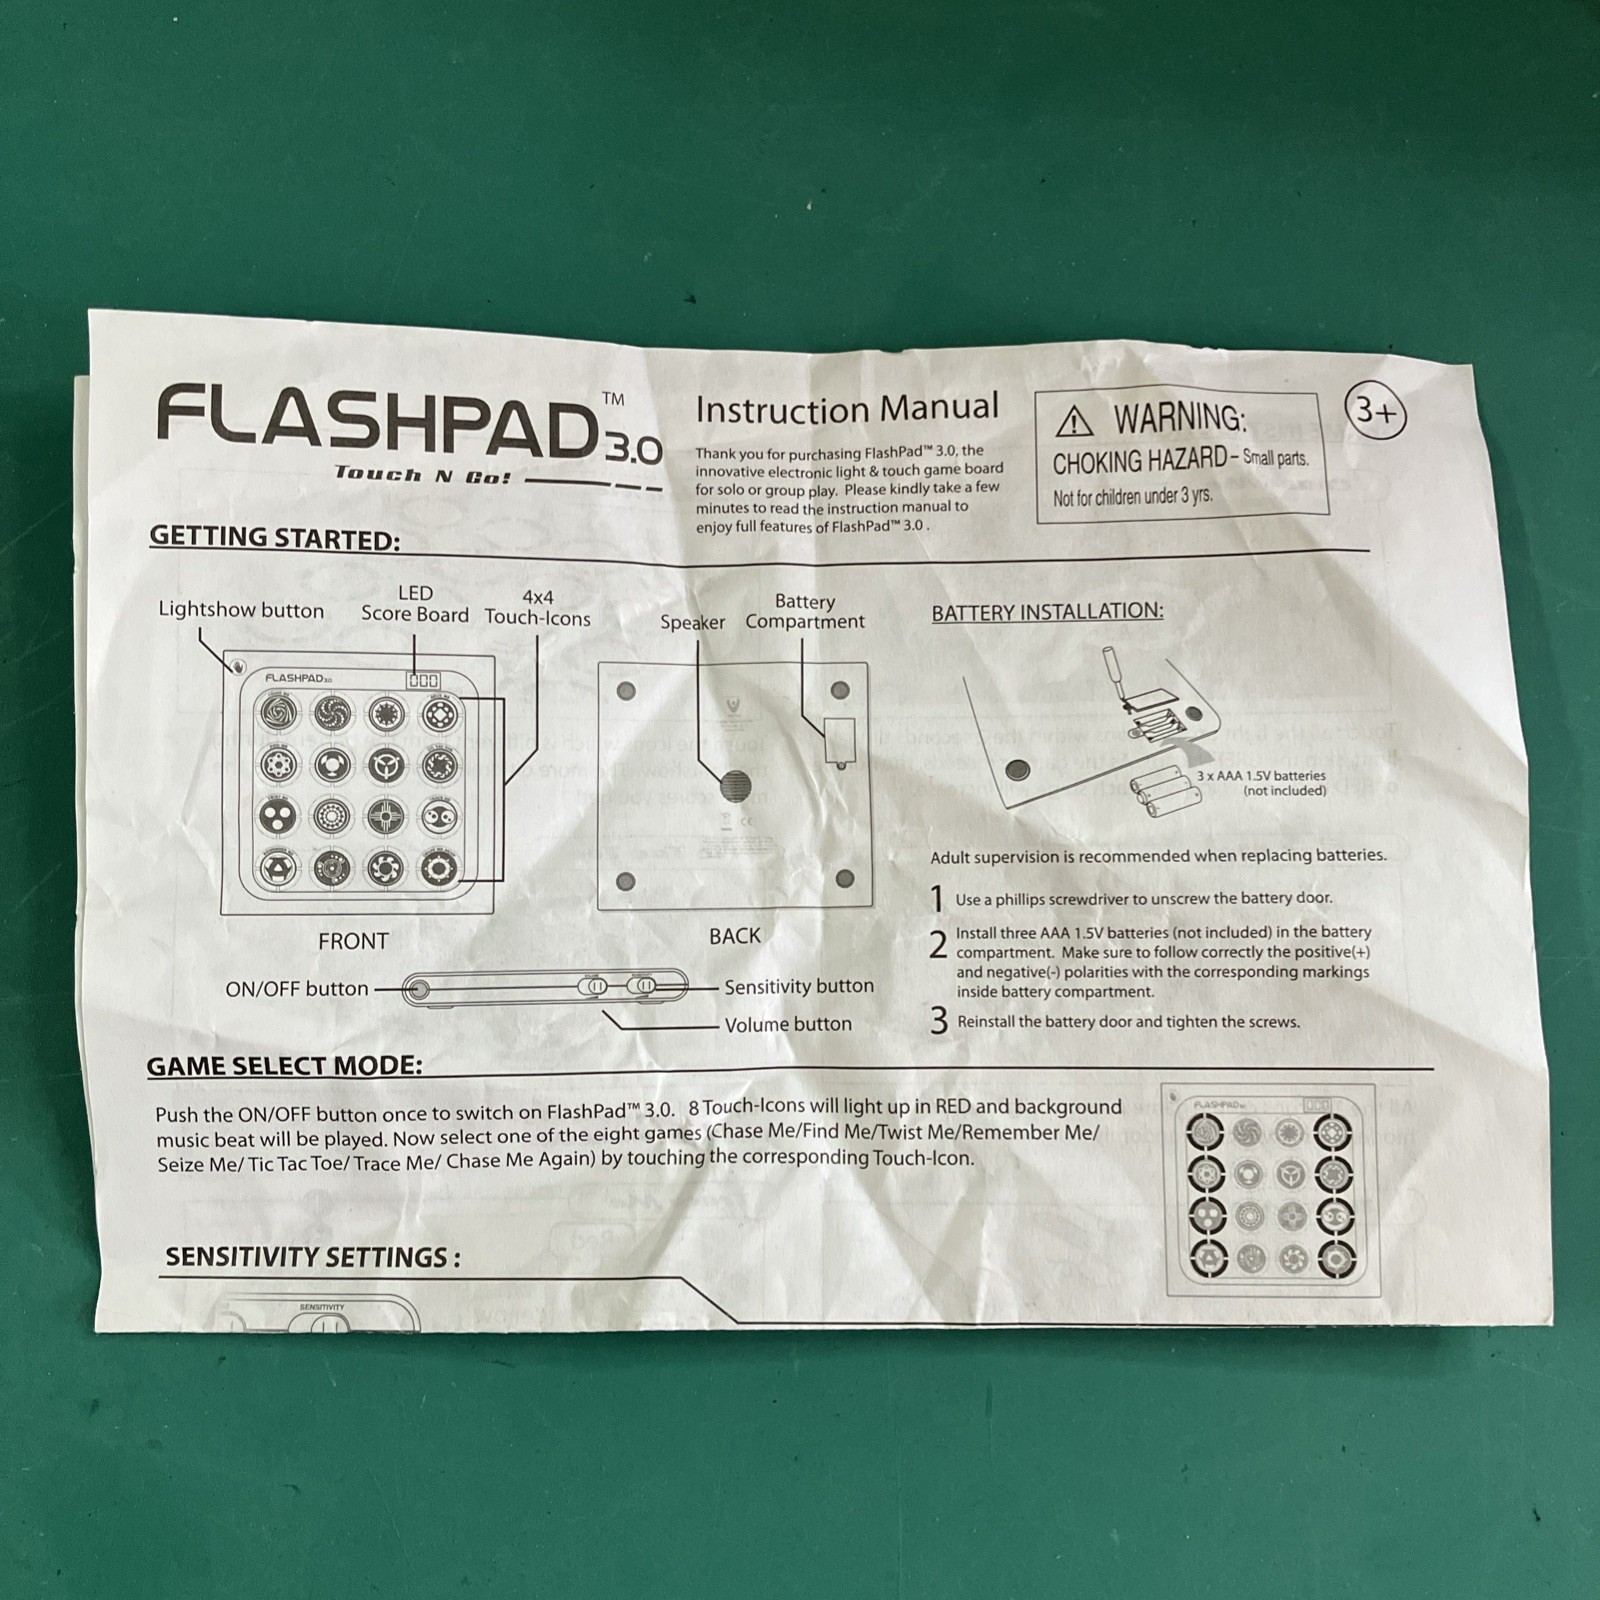 FLASHPAD™ 3.0
Touch N Go!
Instruction Manual
Thank you for purchasing FlashPad™ 3.0, the
innovative electronic light & touch game board
for solo or group play. Please kindly take a few
minutes to read the instruction manual to
enjoy full features of FlashPad™ 3.0 .
WARNING:
CHOKING HAZARD – Small parts.
Not for children under 3 yrs.
3+
GETTING STARTED:
Lightshow button
LED
Score Board
4x4
Touch-Icons
FLASHPAD3.0
000
FRONT
Speaker
Battery
Compartment
BACK
ON/OFF button
Sensitivity button
Volume button
BATTERY INSTALLATION:
3 x AAA 1.5V batteries
(not included)
Adult supervision is recommended when replacing batteries.
1 Use a phillips screwdriver to unscrew the battery door.
2 Install three AAA 1.5V batteries (not included) in the battery
compartment. Make sure to follow correctly the positive(+)
and negative(-) polarities with the corresponding markings
inside battery compartment.
3 Reinstall the battery door and tighten the screws.
GAME SELECT MODE:
Push the ON/OFF button once to switch on FlashPad™ 3.0. 8 Touch-Icons will light up in RED and background
music beat will be played. Now select one of the eight games (Chase Me/Find Me/Twist Me/Remember Me/
Seize Me/ Tic Tac Toe/ Trace Me/ Chase Me Again) by touching the corresponding Touch-Icon.
FLASHPAD3.0
000
SENSITIVITY SETTINGS :
SENSITIVITY